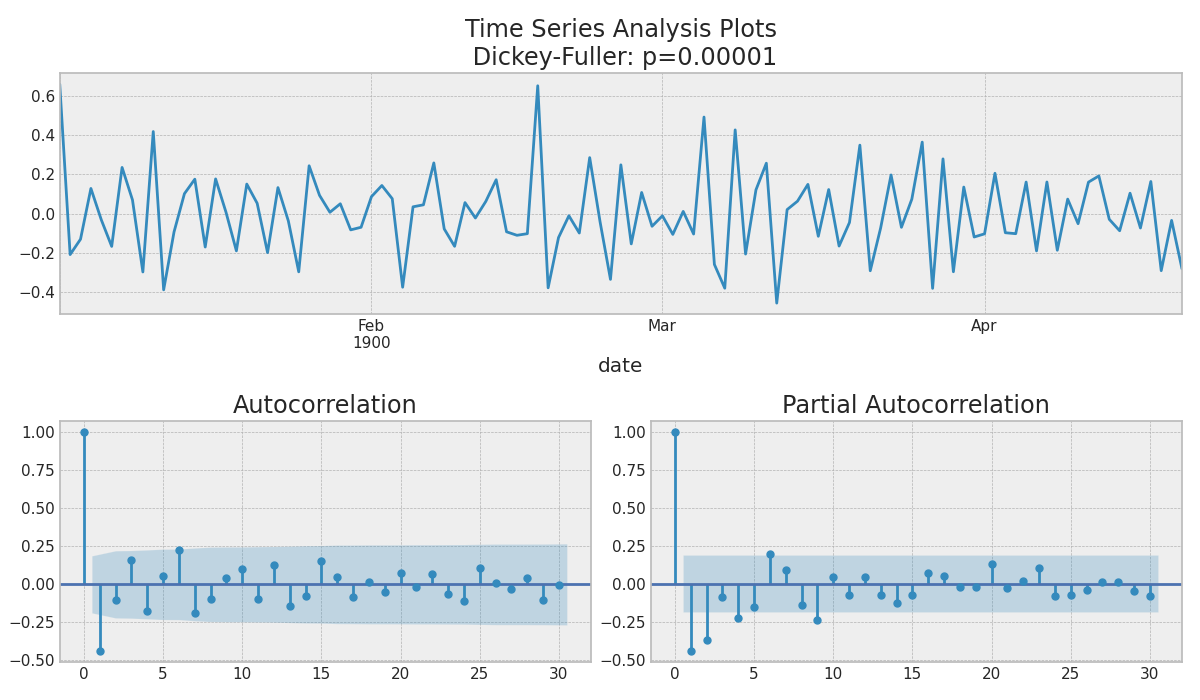 Time Series Analysis Plots
Dickey-Fuller: p=0.00001
0.6
0.4
0.2
0.0
−0.2
−0.4
Feb
1900
Mar
Apr
date
Autocorrelation
1.00
0.75
0.50
0.25
0.00
−0.25
−0.50
0 5 10 15 20 25 30
Partial Autocorrelation
1.00
0.75
0.50
0.25
0.00
−0.25
−0.50
0 5 10 15 20 25 30